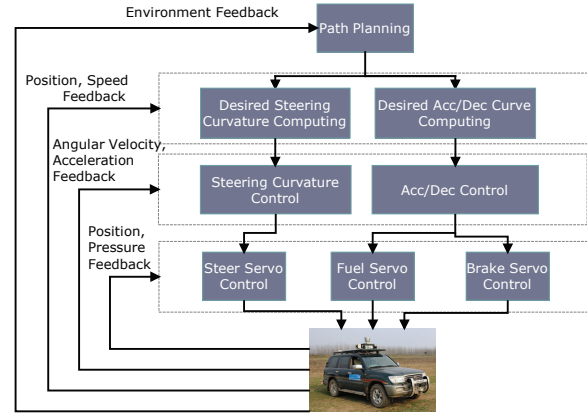 Environment Feedback
Path Planning
Position, Speed
Feedback
Desired Steering
Curvature Computing
Desired Acc/Dec Curve
Computing
Angular Velocity,
Acceleration
Feedback
Steering Curvature
Control
Acc/Dec Control
Position,
Pressure
Feedback
Steer Servo
Control
Fuel Servo
Control
Brake Servo
Control